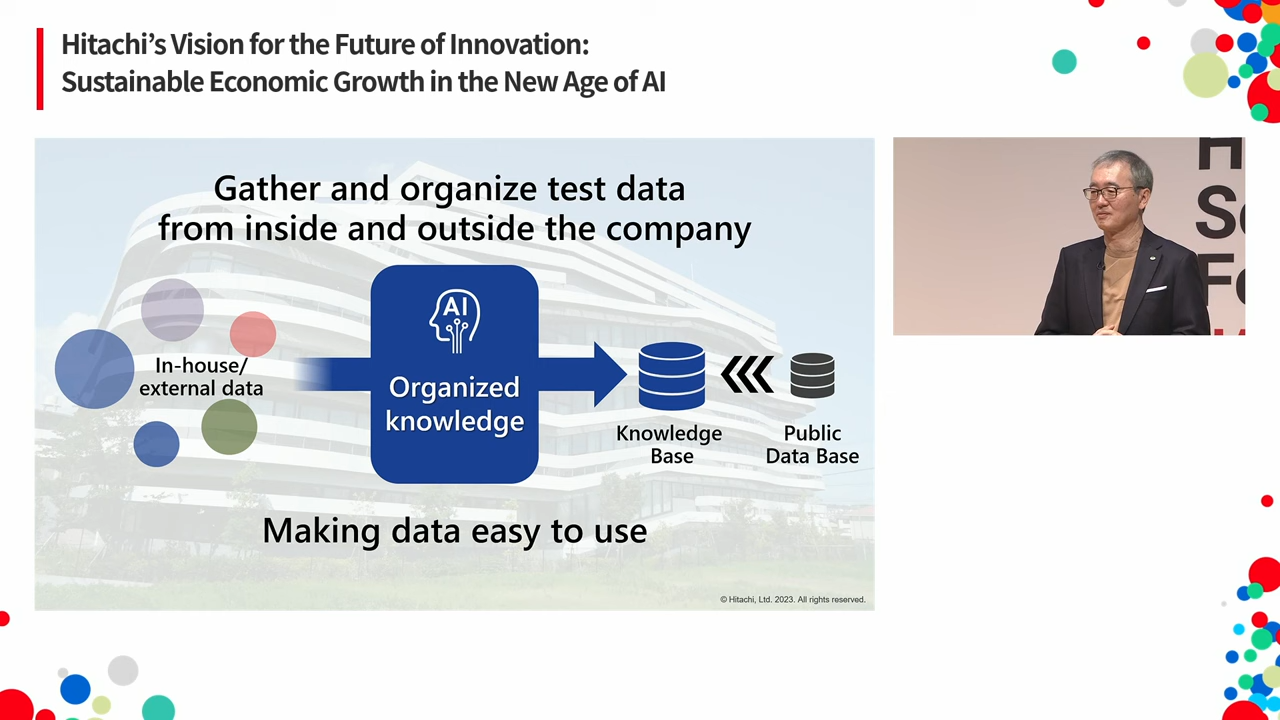 Hitachi's Vision for the Future of Innovation:
Sustainable Economic Growth in the New Age of AI
Gather and organize test data
from inside and outside the company
AI
Organized
knowledge
In-house/
external data
Knowledge
Base
Public
Data Base
Making data easy to use
© Hitachi, Ltd. 2023. All rights reserved.
H
So